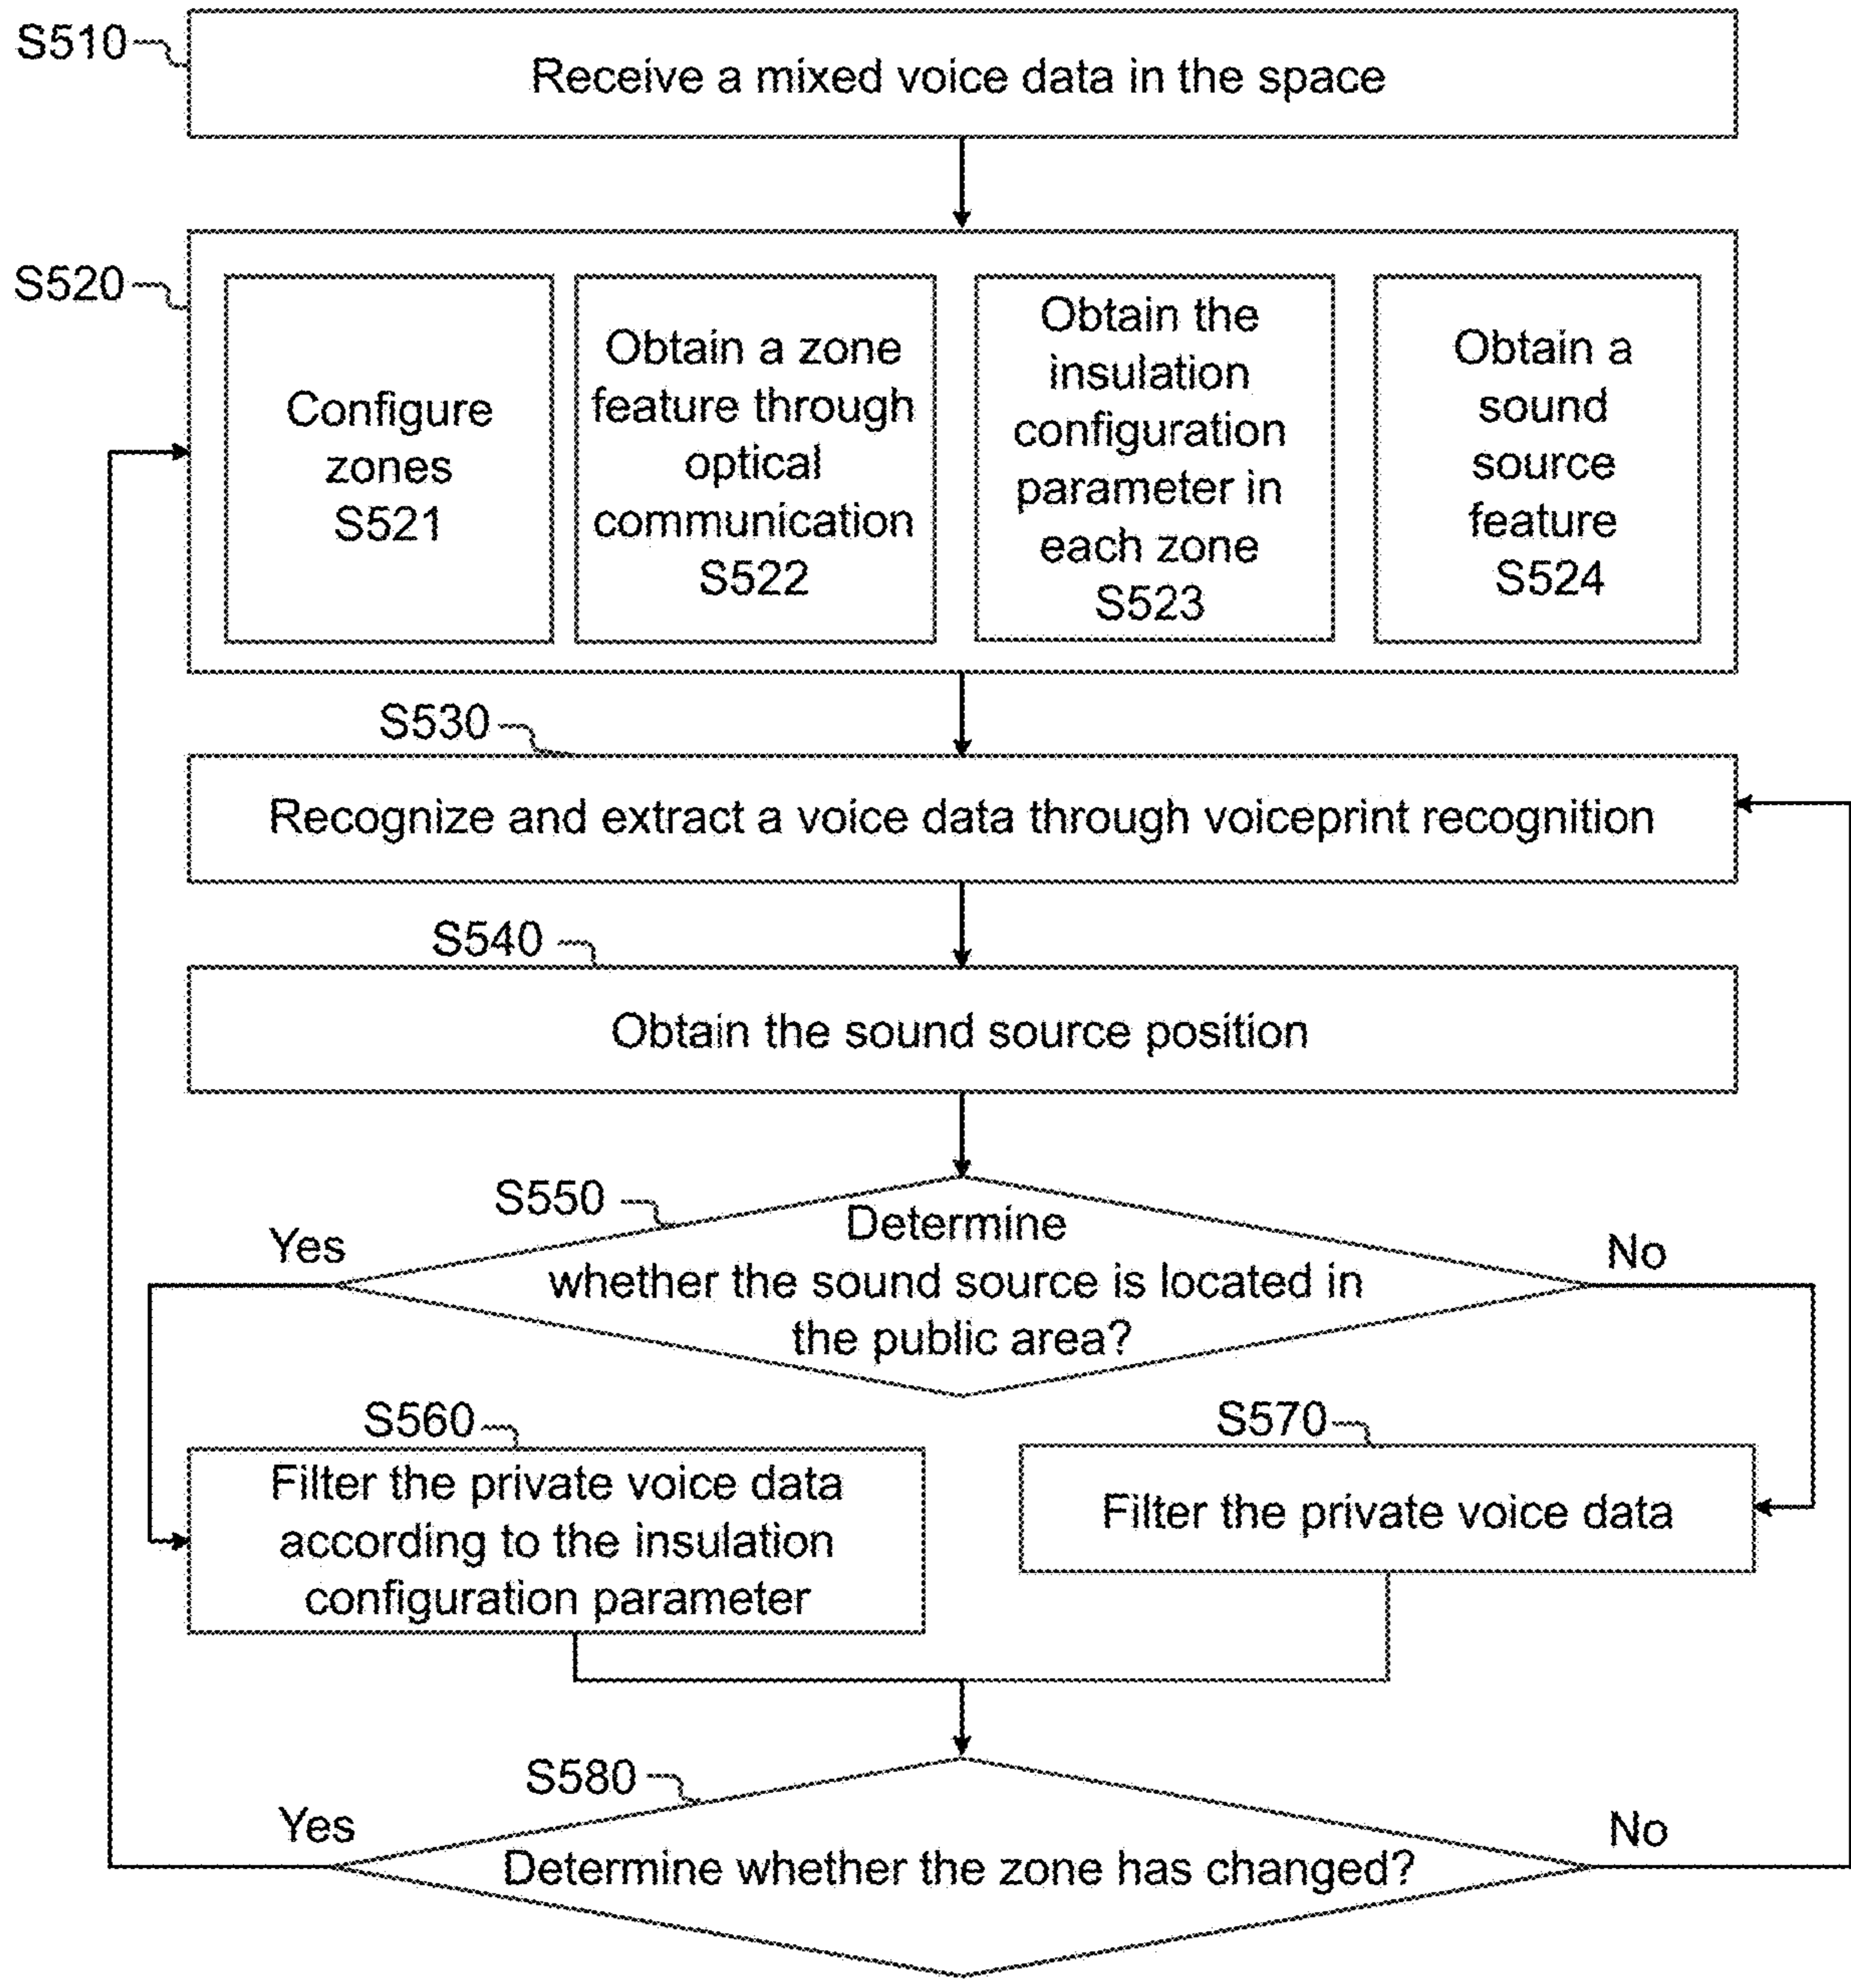 S510
Receive a mixed voice data in the space
S520
Configure
zones
S521
Obtain a zone
feature through
optical
communication
S522
Obtain the
insulation
configuration
parameter in
each zone
S523
Obtain a
sound
source
feature
S524
S530
Recognize and extract a voice data through voiceprint recognition
S540
Obtain the sound source position
S550
Determine
whether the sound source is located in
the public area?
Yes
No
S560
Filter the private voice data
according to the insulation
configuration parameter
S570
Filter the private voice data
S580
Determine whether the zone has changed?
Yes
No